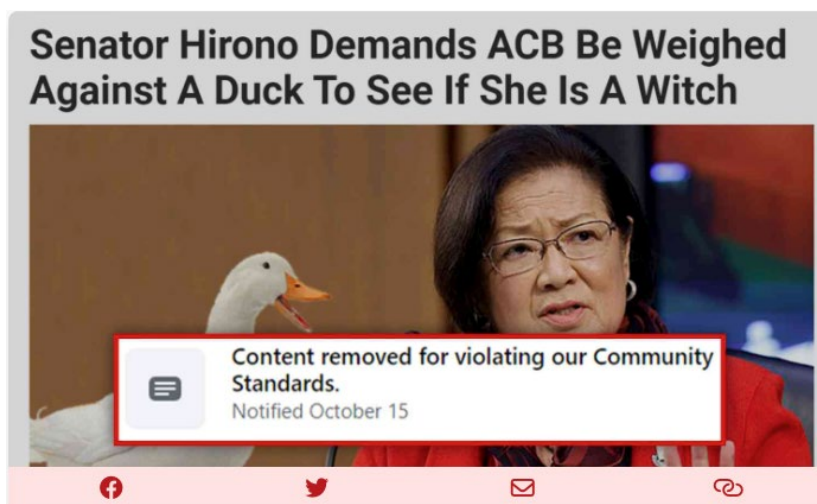 Senator Hirono Demands ACB Be Weighed
Against A Duck To See If She Is A Witch
Content removed for violating our Community
Standards.
Notified October 15